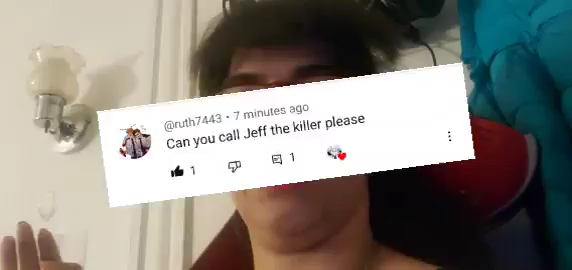 @ruth7443 • 7 minutes ago
Can you call Jeff the killer please
1 1